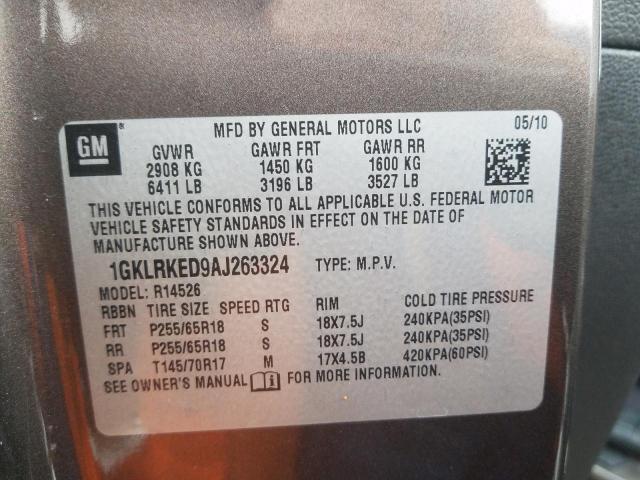 GM
MFD BY GENERAL MOTORS LLC 05/10
GVWR GAWR FRT GAWR RR
2908 KG 1450 KG 1600 KG
6411 LB 3196 LB 3527 LB
THIS VEHICLE CONFORMS TO ALL APPLICABLE U.S. FEDERAL MOTOR
VEHICLE SAFETY STANDARDS IN EFFECT ON THE DATE OF
MANUFACTURE SHOWN ABOVE.
1GKLRKED9AJ263324 TYPE: M.P.V.
MODEL: R14526
RBBN TIRE SIZE SPEED RTG RIM COLD TIRE PRESSURE
FRT P255/65R18 S 18X7.5J 240KPA(35PSI)
RR P255/65R18 S 18X7.5J 240KPA(35PSI)
SPA T145/70R17 M 17X4.5B 420KPA(60PSI)
SEE OWNER'S MANUAL FOR MORE INFORMATION.